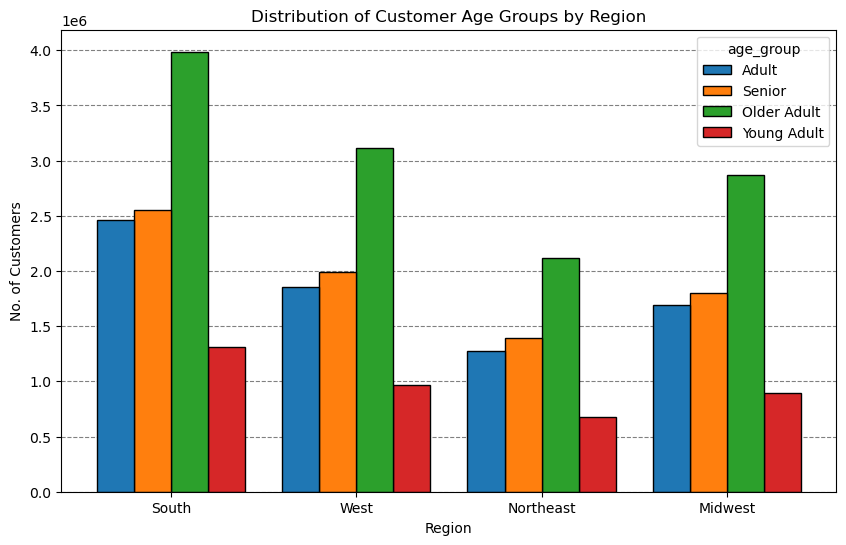 Distribution of Customer Age Groups by Region
1e6
age_group
Adult
Senior
Older Adult
Young Adult
4.0
3.5
3.0
2.5
2.0
1.5
1.0
0.5
0.0
No. of Customers
South West Northeast Midwest
Region